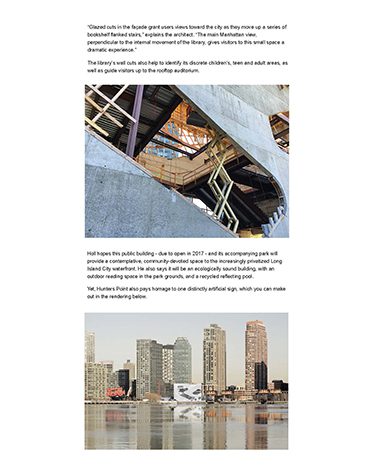 “Glazed cuts in the façade grant users views toward the city as they move up a series of
bookshelf flanked stairs,” explains the architect. “The main Manhattan view,
perpendicular to the internal movement of the library, gives visitors to this small space a
dramatic experience.”
The library's wall cuts also help to identify its discrete children's, teen and adult areas, as
well as guide visitors up to the rooftop auditorium.
Holl hopes this public building - due to open in 2017 - and its accompanying park will
provide a contemplative, community-devoted space to the increasingly privatized Long
Island City waterfront. He also says it will be an ecologically sound building, with an
outdoor reading space in the park grounds, and a recycled reflecting pool.
Yet, Hunters Point also pays homage to one distinctly artificial sign, which you can make
out in the rendering below.